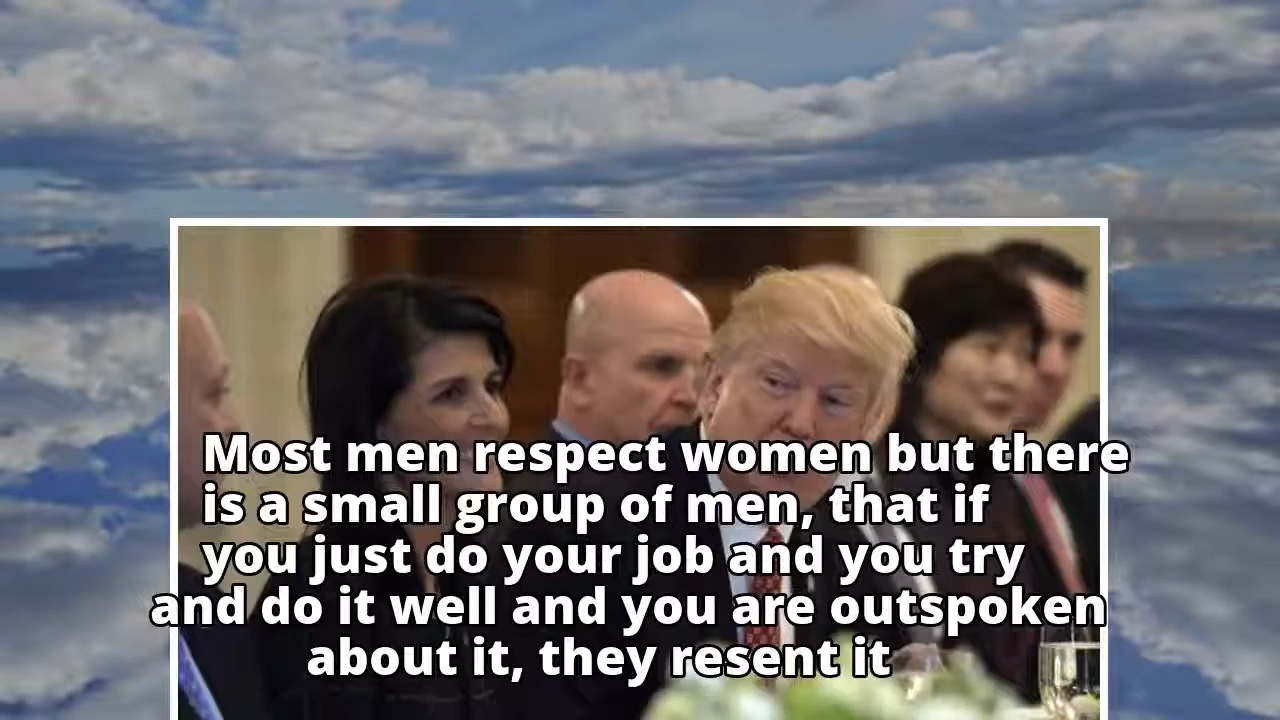 Most men respect women but there
is a small group of men, that if
you just do your job and you try
and do it well and you are outspoken
about it, they resent it